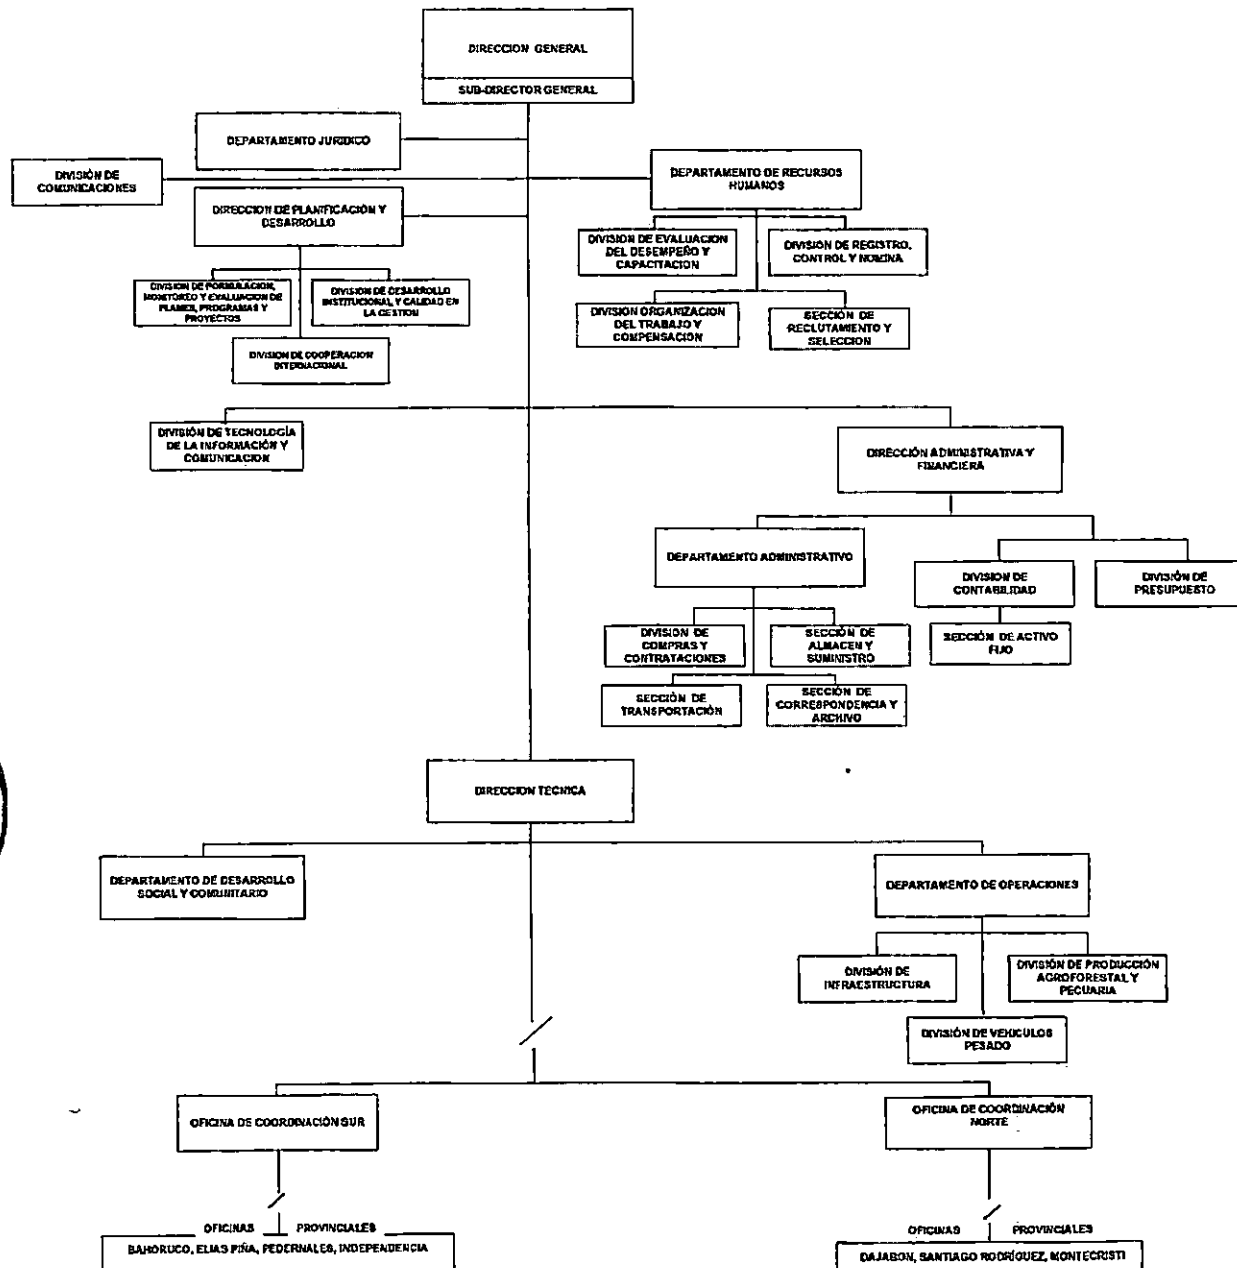 DIRECCION GENERAL
SUB-DIRECTOR GENERAL
DEPARTAMENTO JURIDICO
DIVISIÓN DE
COMUNICACIONES
DEPARTAMENTO DE RECURSOS
HUMANOS
DIRECCION DE PLANIFICACIÓN Y
DESARROLLO
DIVISION DE EVALUACION
DEL DESEMPEÑO Y
CAPACITACION
DIVISIÓN DE REGISTRO,
CONTROL Y NOMINA
DIVISION DE FORMULACION,
MONITOREO Y EVALUACION DE
PLANES, PROGRAMAS Y
PROYECTOS
DIVISION DE DESARROLLO
INSTITUCIONAL Y CALIDAD EN
LA GESTION
DIVISION ORGANIZACION
DEL TRABAJO Y
COMPENSACION
SECCIÓN DE
RECLUTAMIENTO Y
SELECCION
DIVISION DE COOPERACION
INTERNACIONAL
DIVISIÓN DE TECNOLOGÍA
DE LA INFORMACIÓN Y
COMUNICACION
DIRECCIÓN ADMINISTRATIVA Y
FINANCIERA
DEPARTAMENTO ADMINISTRATIVO
DIVISION DE
CONTABILIDAD
DIVISIÓN DE
PRESUPUESTO
DIVISION DE
COMPRAS Y
CONTRATACIONES
SECCIÓN DE
ALMACEN Y
SUMINISTRO
SECCIÓN DE ACTIVO
FIJO
SECCIÓN DE
TRANSPORTACIÓN
SECCIÓN DE
CORRESPONDENCIA Y
ARCHIVO
DIRECCION TECNICA
DEPARTAMENTO DE DESARROLLO
SOCIAL Y COMUNITARIO
DEPARTAMENTO DE OPERACIONES
DIVISIÓN DE
INFRAESTRUCTURA
DIVISIÓN DE PRODUCCIÓN
AGROFORESTAL Y
PECUARIA
DIVISIÓN DE VEHICULOS
PESADO
OFICINA DE COORDINACIÓN SUR
OFICINA DE COORDINACIÓN
NORTE
OFICINAS PROVINCIALES
BAHORUCO, ELIAS PIÑA, PEDERNALES, INDEPENDENCIA
OFICINAS PROVINCIALES
DAJABON, SANTIAGO RODRÍGUEZ, MONTECRISTI